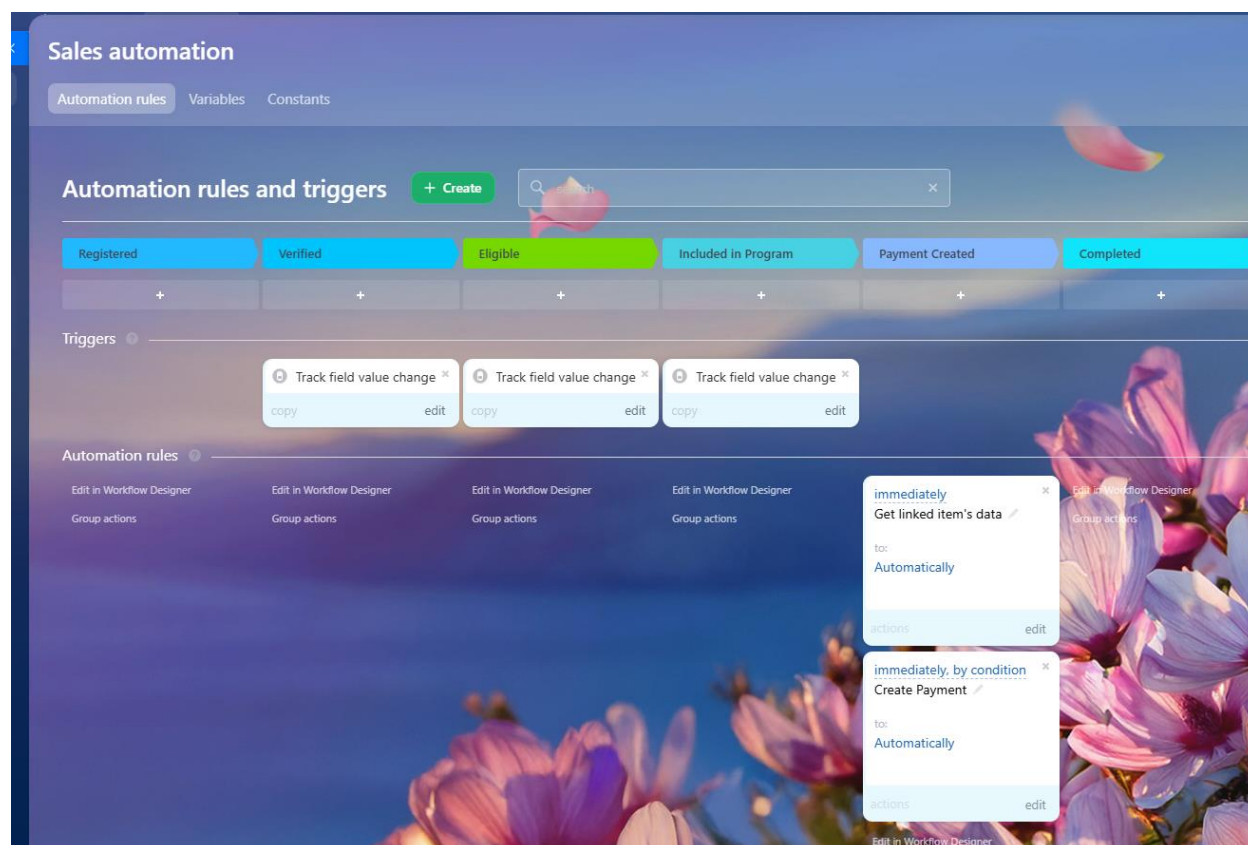 Sales automation
Automation rules Variables Constants
Automation rules and triggers + Create search ×
Registered Verified Eligible Included in Program Payment Created Completed
+ + + + + +
Triggers ?
Track field value change × Track field value change × Track field value change ×
copy edit copy edit copy edit
Automation rules ?
Edit in Workflow Designer Edit in Workflow Designer Edit in Workflow Designer Edit in Workflow Designer immediately × Edit in Workflow Designer
Group actions Group actions Group actions Group actions Get linked item's data Group actions
to:
Automatically
actions edit
immediately, by condition ×
Create Payment
to:
Automatically
actions edit
Edit in Workflow Designer